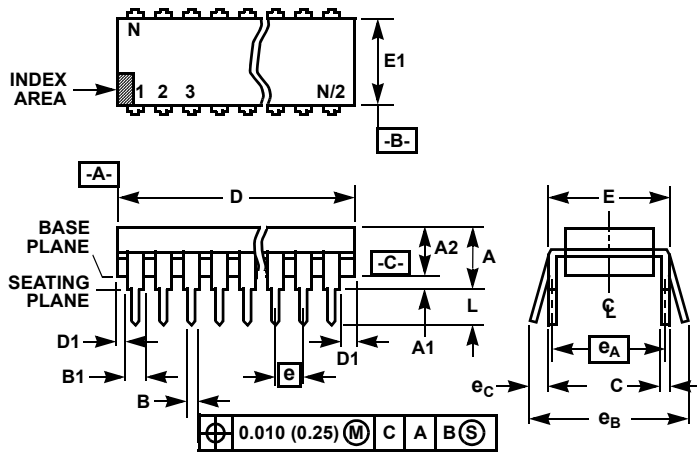 N
E1
INDEX
AREA
1 2 3 N/2
-B-
-A-
D
E
BASE
PLANE
A2
A
-C-
SEATING
PLANE
L
C L
D1
A1
D1
eA
B1
e
eC
C
B
eB
⌖ 0.010 (0.25) Ⓜ C A B Ⓢ